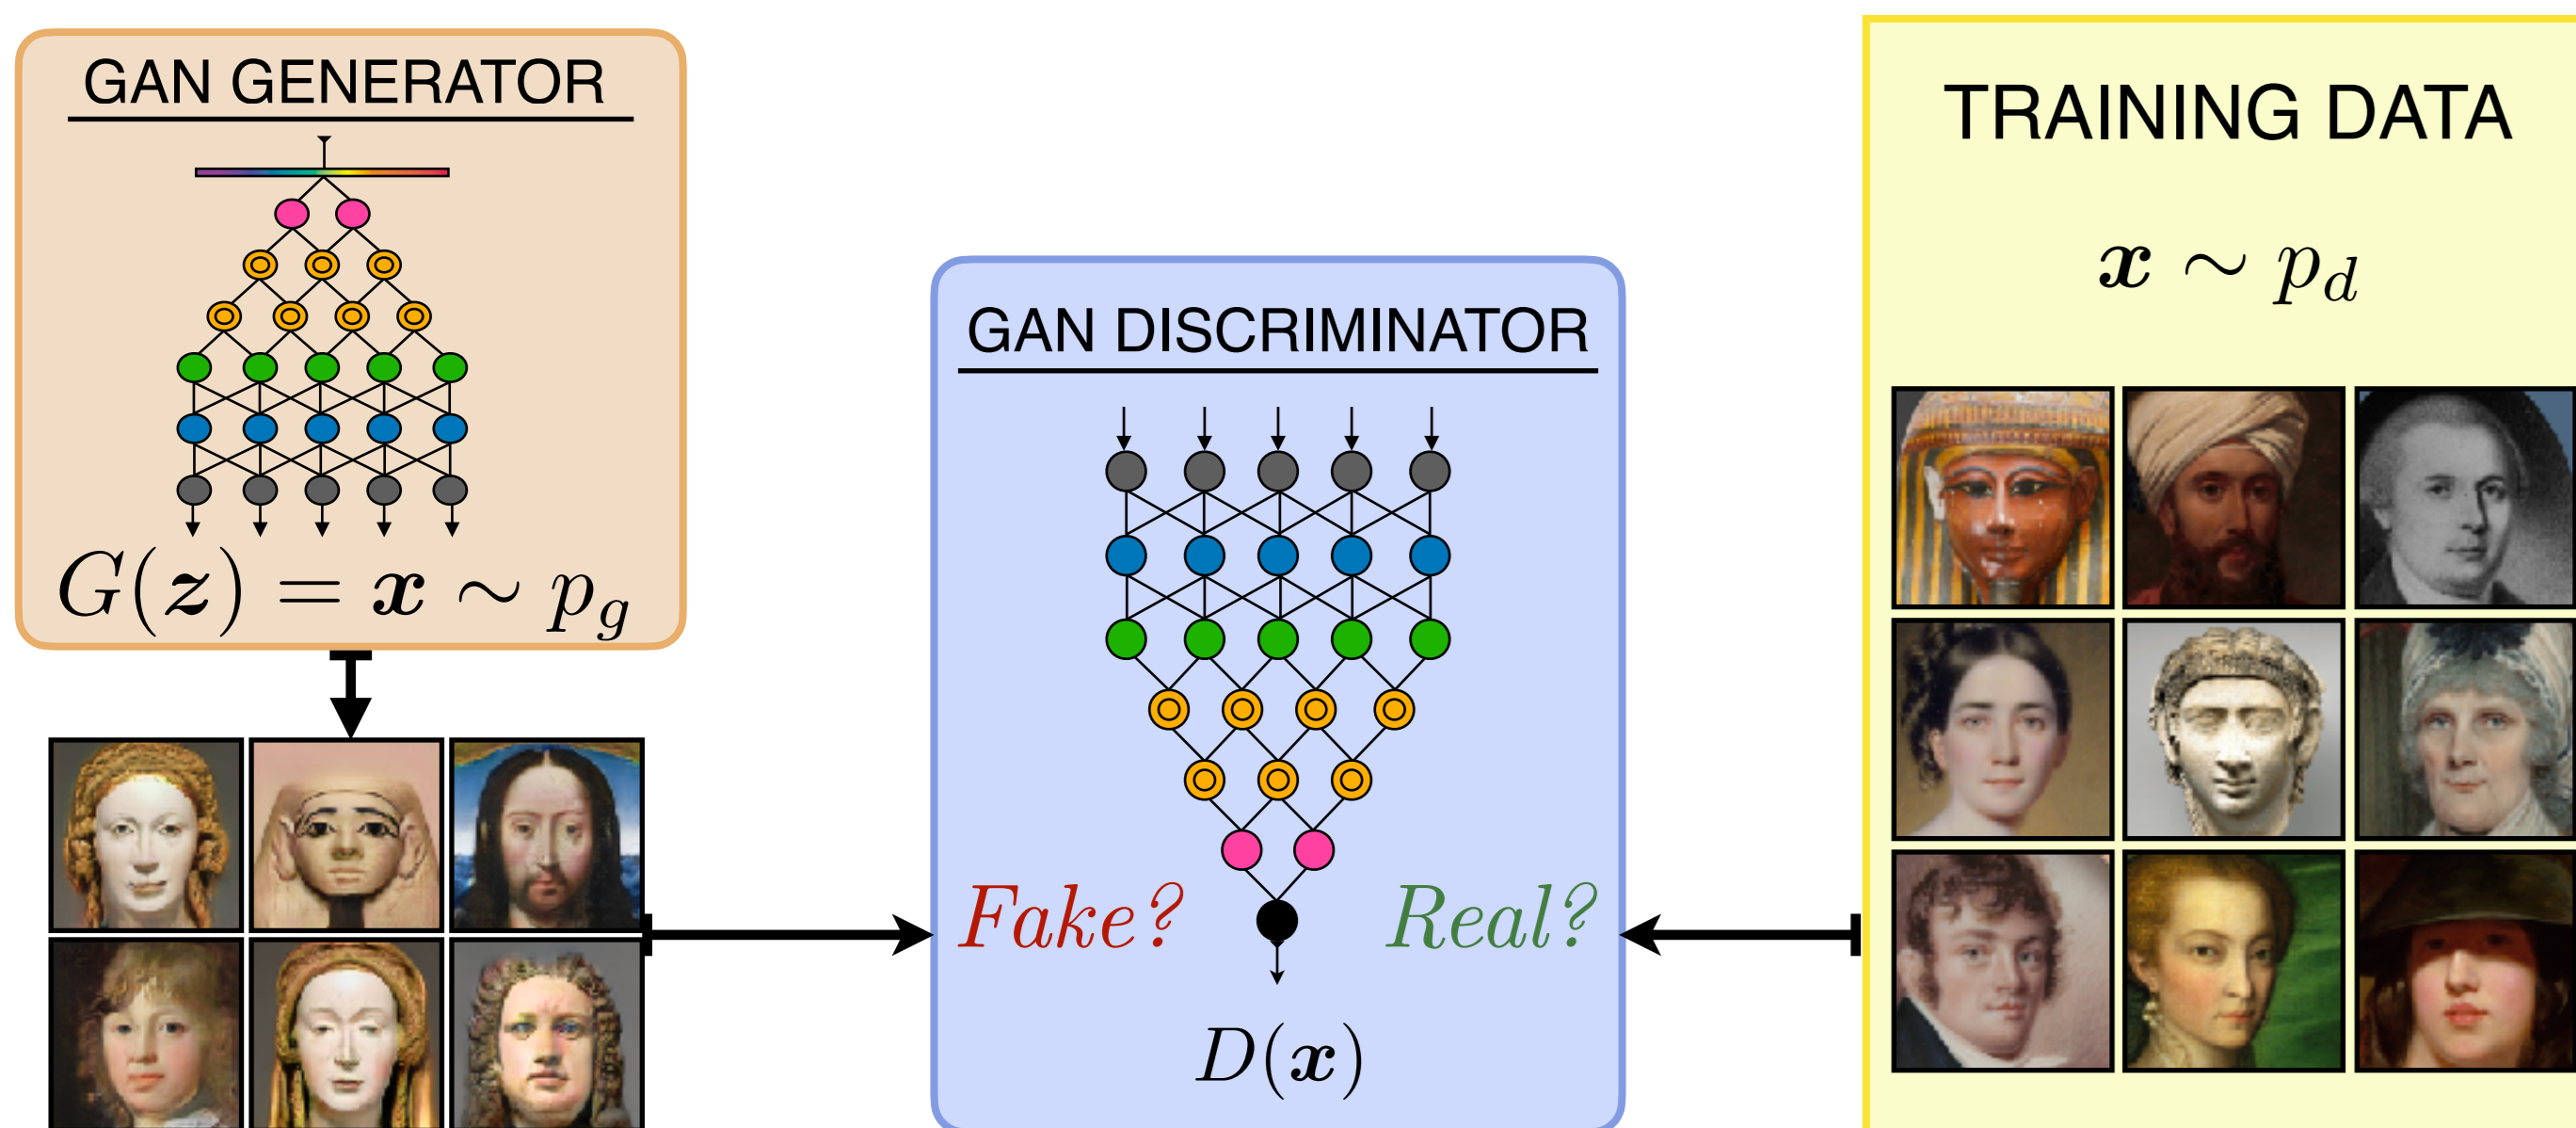 GAN GENERATOR
G(z) = x ∼ p_g
GAN DISCRIMINATOR
Fake?
Real?
D(x)
TRAINING DATA
x ∼ p_d